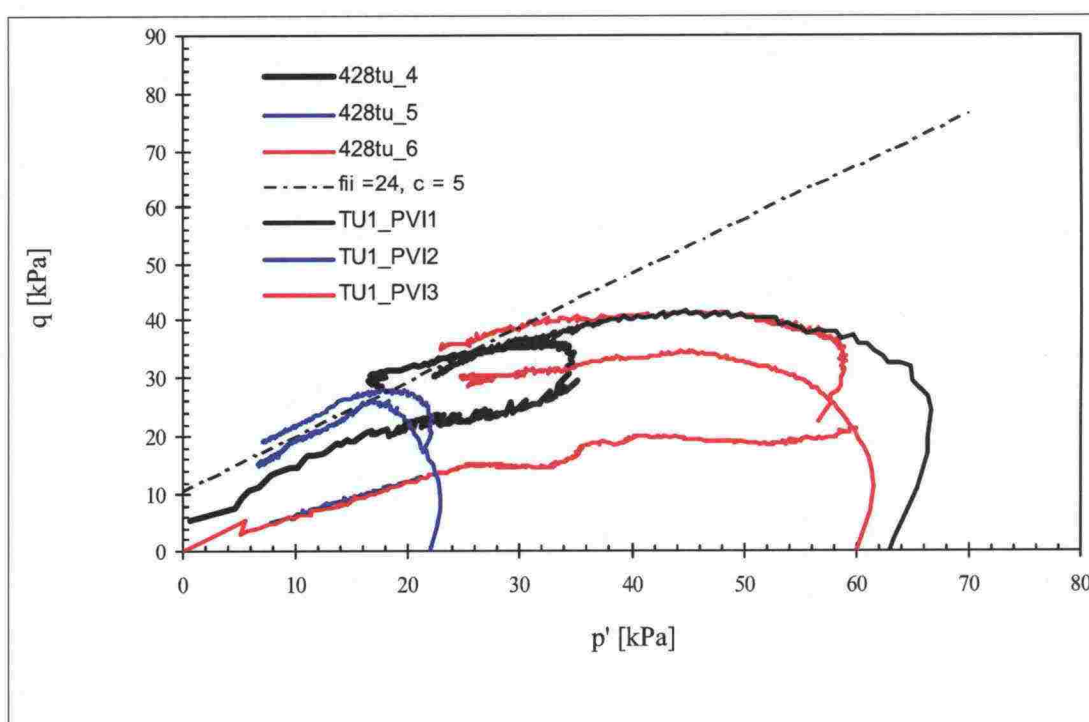 90
80
70
60
50
40
30
20
10
0
q [kPa]
428tu_4
428tu_5
428tu_6
fii =24, c = 5
TU1_PVI1
TU1_PVI2
TU1_PVI3
0 10 20 30 40 50 60 70 80
p' [kPa]